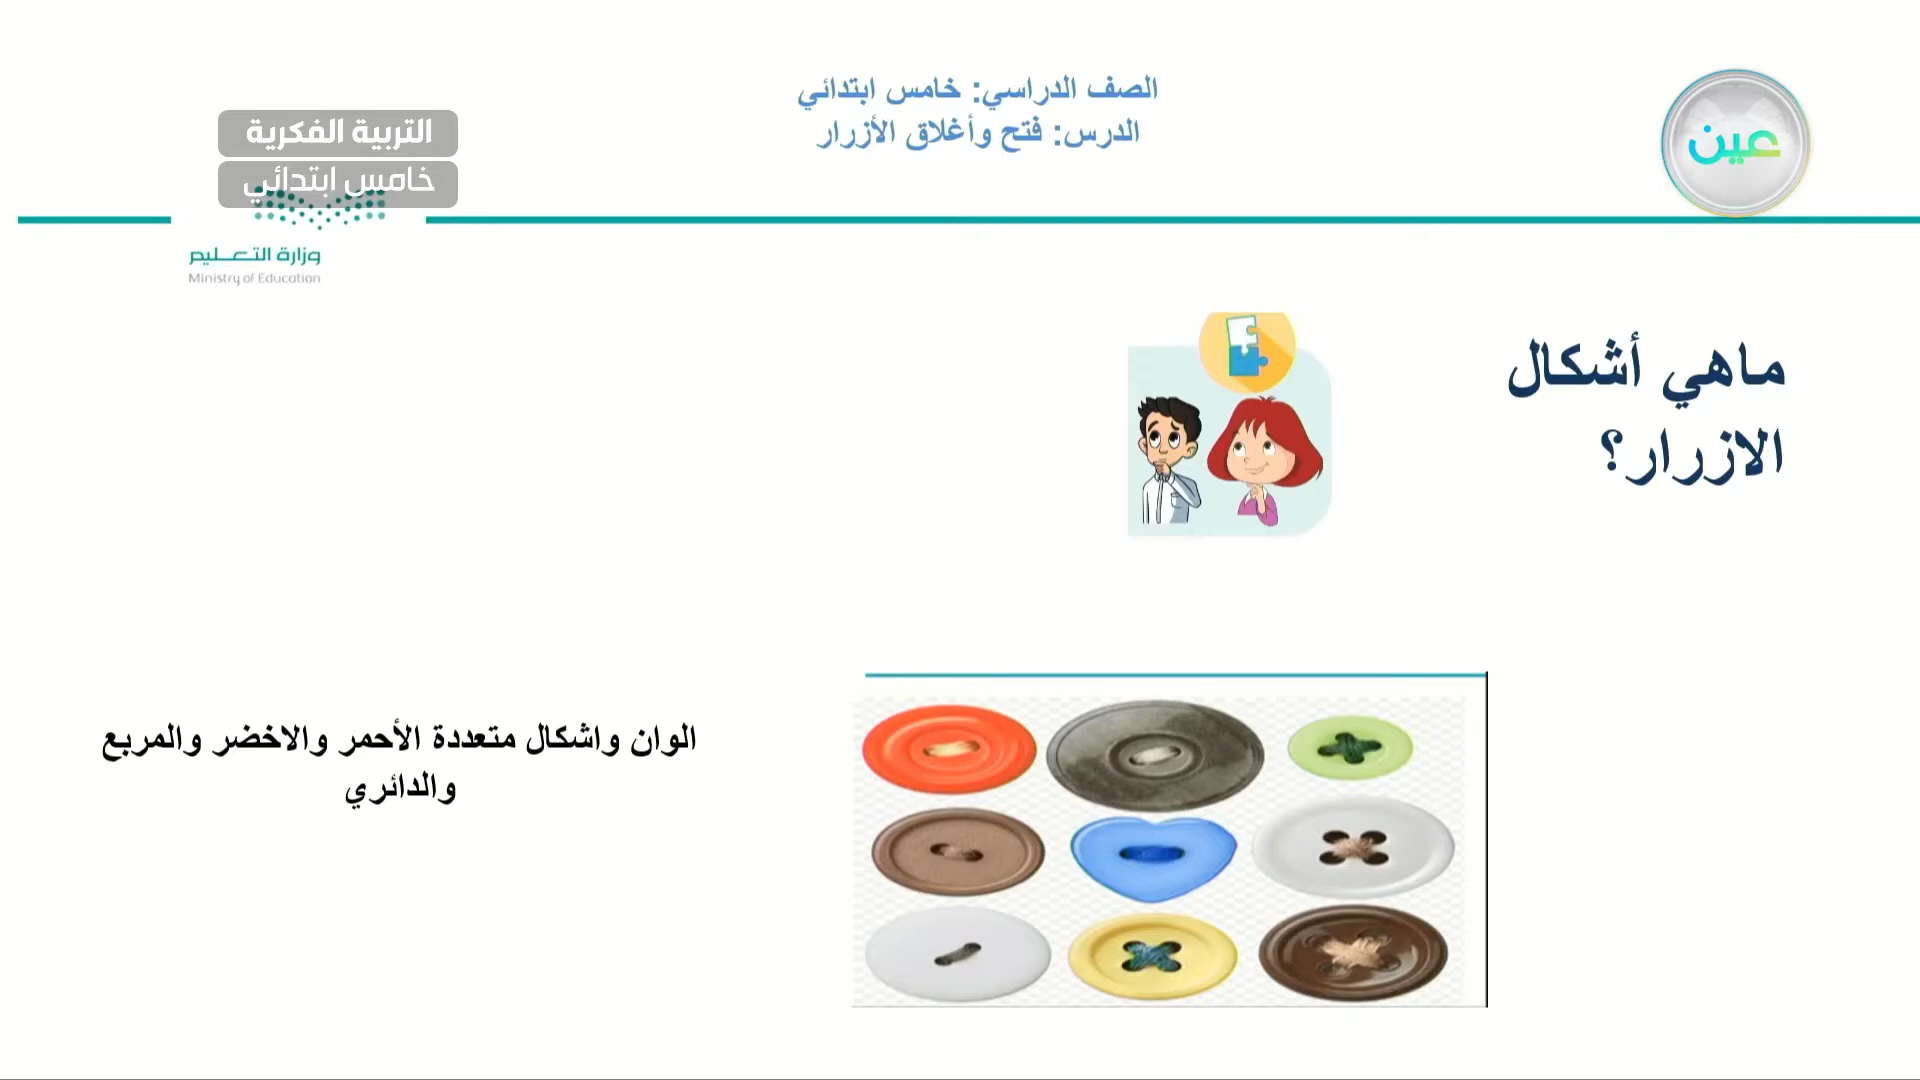 الصف الدراسي: خامس ابتدائي
الدرس: فتح وأغلاق الأزرار
عين
التربية الفكرية
خامس ابتدائي
وزارة التعليم
Ministry of Education
ماهي أشكال
الازرار؟
الوان واشكال متعددة الأحمر والاخضر والمربع
والدائري